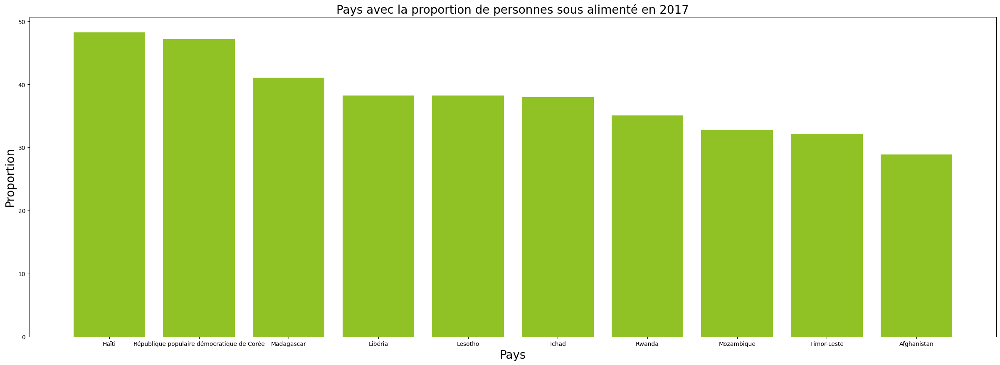 Pays avec la proportion de personnes sous alimenté en 2017
Proportion
50
40
30
20
10
0
Haïti République populaire démocratique de Corée Madagascar Libéria Lesotho Tchad Rwanda Mozambique Timor-Leste Afghanistan
Pays